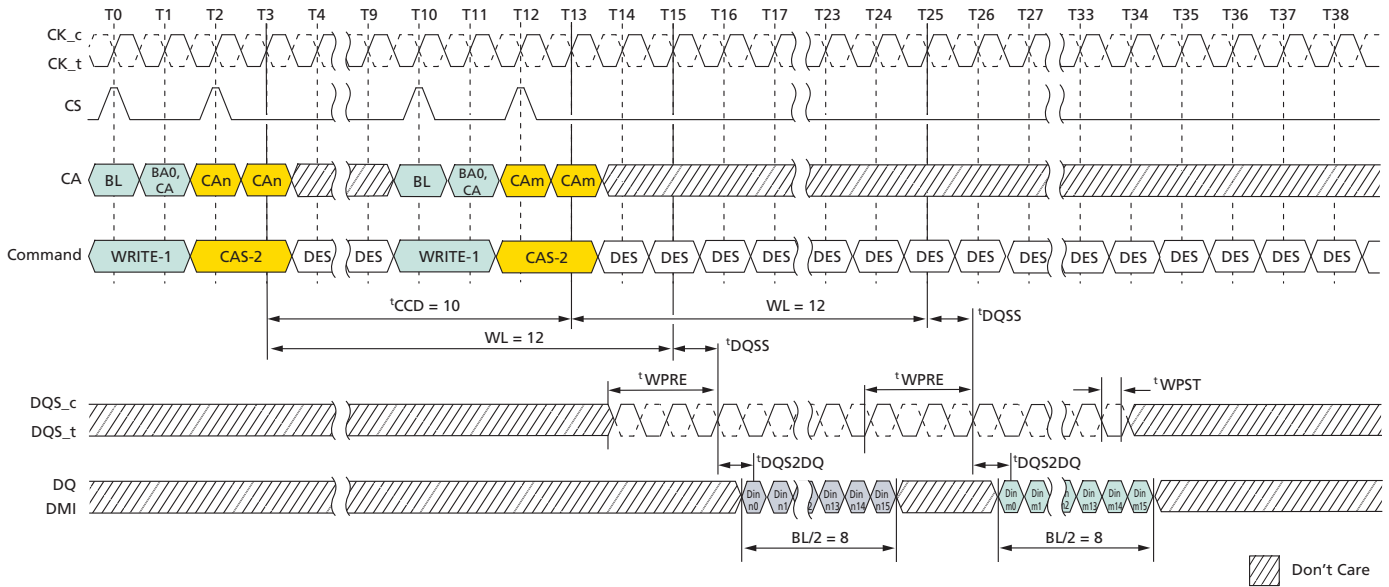 T0 T1 T2 T3 T4 T9 T10 T11 T12 T13 T14 T15 T16 T17 T23 T24 T25 T26 T27 T33 T34 T35 T36 T37 T38
CK_c
CK_t
CS
CA BL BA0, CA CAn CAn BL BA0, CA CAm CAm
Command WRITE-1 CAS-2 DES DES WRITE-1 CAS-2 DES DES DES DES DES DES DES DES DES DES DES DES DES DES DES
tCCD = 10 WL = 12 tDQSS
WL = 12 tDQSS
tWPRE tWPRE tWPST
DQS_c
DQS_t
tDQS2DQ tDQS2DQ
DQ
DMI
Din n0 Din n1 Din n13 Din n14 Din n15 Din m0 Din m1 Din m13 Din m14 Din m15
BL/2 = 8 BL/2 = 8
Don't Care